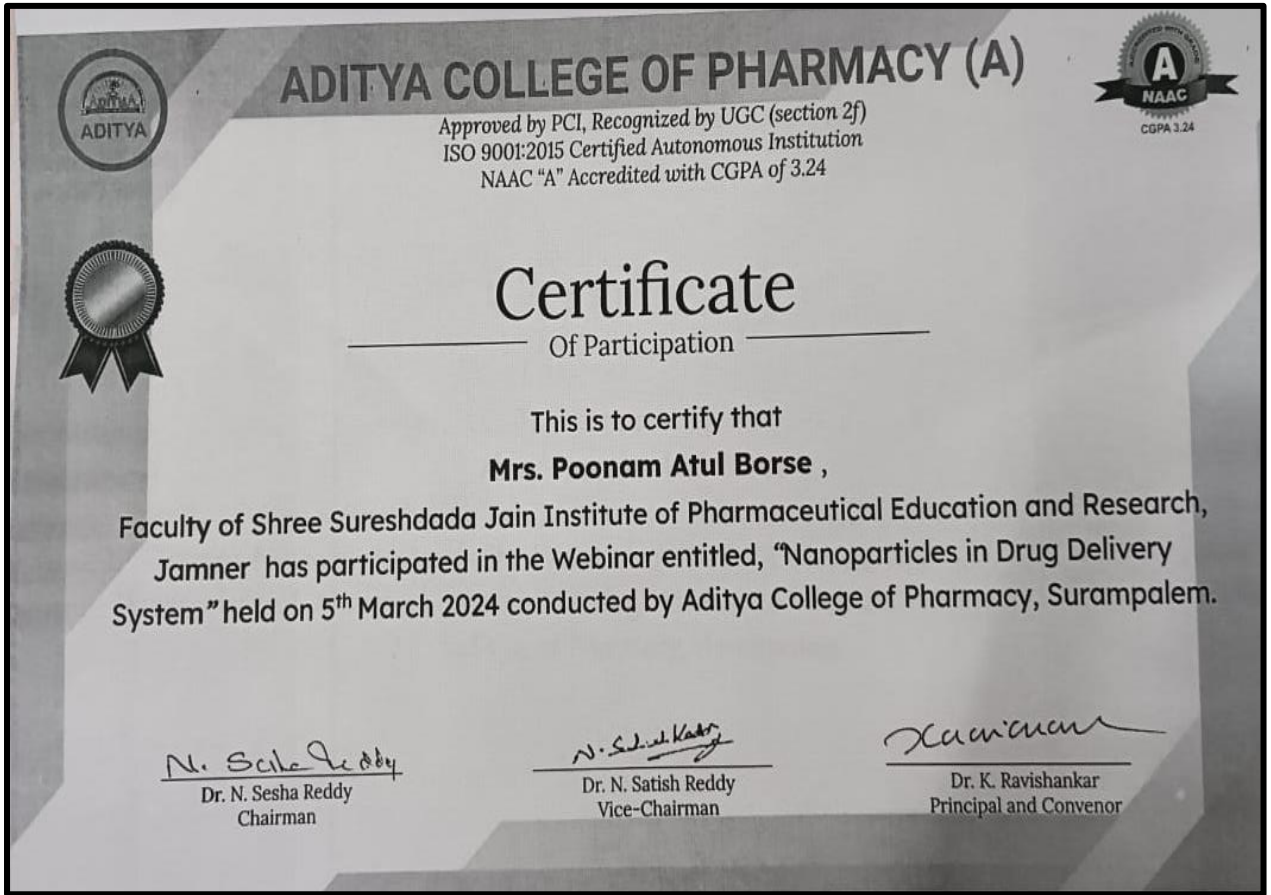 ADITYA
ADITYA
ADITYA COLLEGE OF PHARMACY (A)
Approved by PCI, Recognized by UGC (section 2f)
ISO 9001:2015 Certified Autonomous Institution
NAAC "A" Accredited with CGPA of 3.24
A
NAAC
CGPA 3.24
Certificate
Of Participation
This is to certify that
Mrs. Poonam Atul Borse ,
Faculty of Shree Sureshdada Jain Institute of Pharmaceutical Education and Research,
Jamner has participated in the Webinar entitled, “Nanoparticles in Drug Delivery
System” held on 5th March 2024 conducted by Aditya College of Pharmacy, Surampalem.
Dr. N. Sesha Reddy
Chairman
Dr. N. Satish Reddy
Vice-Chairman
Dr. K. Ravishankar
Principal and Convenor